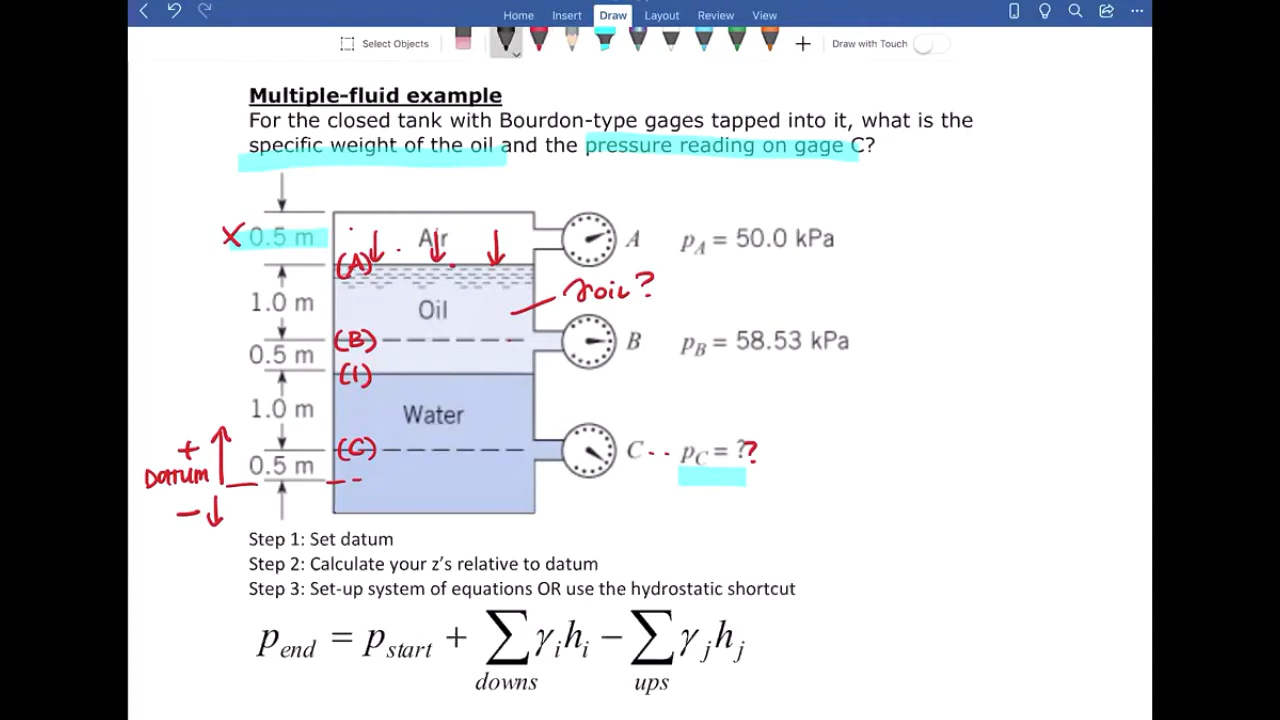 Home Insert Draw Layout Review View
Select Objects
Draw with Touch
Multiple-fluid example
For the closed tank with Bourdon-type gages tapped into it, what is the
specific weight of the oil and the pressure reading on gage C?
X 0.5 m Air A pA = 50.0 kPa
(A)
1.0 m Oil γoil?
(B) B pB = 58.53 kPa
0.5 m
(1)
1.0 m Water
(C) C pC = ??
+
DATUM 0.5 m
−
Step 1: Set datum
Step 2: Calculate your z’s relative to datum
Step 3: Set-up system of equations OR use the hydrostatic shortcut
pend = pstart + ∑ γi hi − ∑ γj hj
downs ups